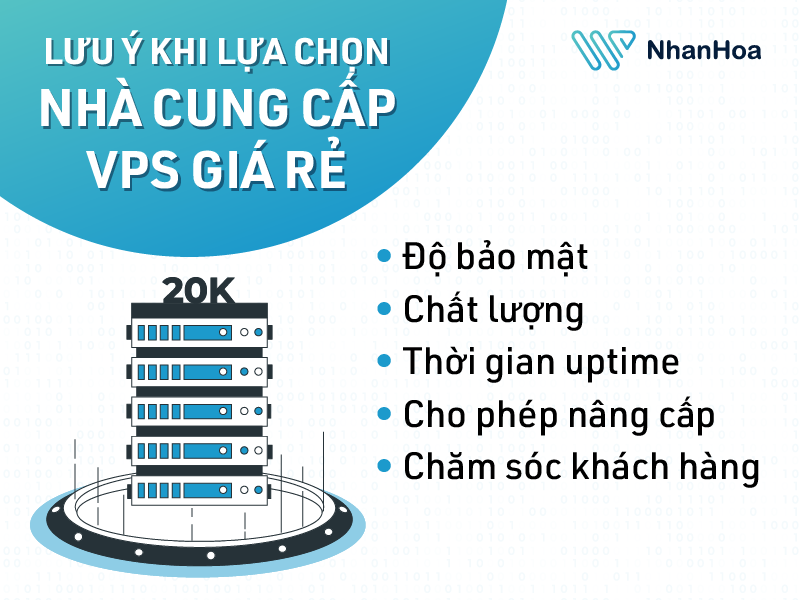 LƯU Ý KHI LỰA CHỌN
NHÀ CUNG CẤP
VPS GIÁ RẺ
NhanHoa
20K
Độ bảo mật
Chất lượng
Thời gian uptime
Cho phép nâng cấp
Chăm sóc khách hàng